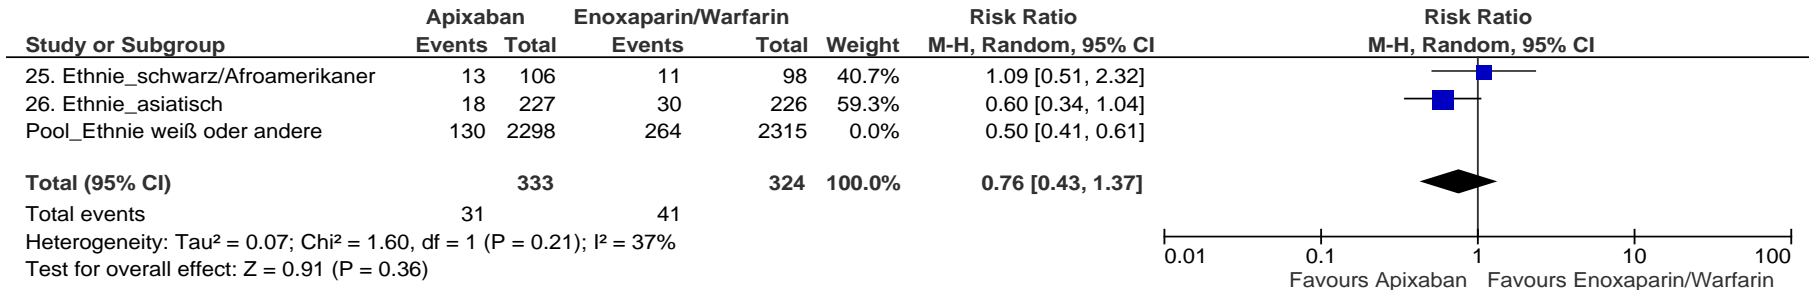 Apixaban Enoxaparin/Warfarin Risk Ratio Risk Ratio
Study or Subgroup Events Total Events Total Weight M-H, Random, 95% CI M-H, Random, 95% CI
25. Ethnie_schwarz/Afroamerikaner 13 106 11 98 40.7% 1.09 [0.51, 2.32]
26. Ethnie_asiatisch 18 227 30 226 59.3% 0.60 [0.34, 1.04]
Pool_Ethnie weiß oder andere 130 2298 264 2315 0.0% 0.50 [0.41, 0.61]
Total (95% CI) 333 324 100.0% 0.76 [0.43, 1.37]
Total events 31 41
Heterogeneity: Tau² = 0.07; Chi² = 1.60, df = 1 (P = 0.21); I² = 37%
Test for overall effect: Z = 0.91 (P = 0.36)
0.01 0.1 1 10 100
Favours Apixaban Favours Enoxaparin/Warfarin